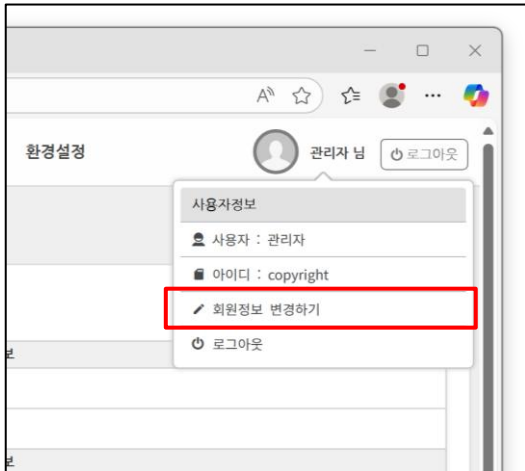 환경설정
관리자 님
로그아웃
사용자정보
사용자 : 관리자
아이디 : copyright
회원정보 변경하기
로그아웃
보
보